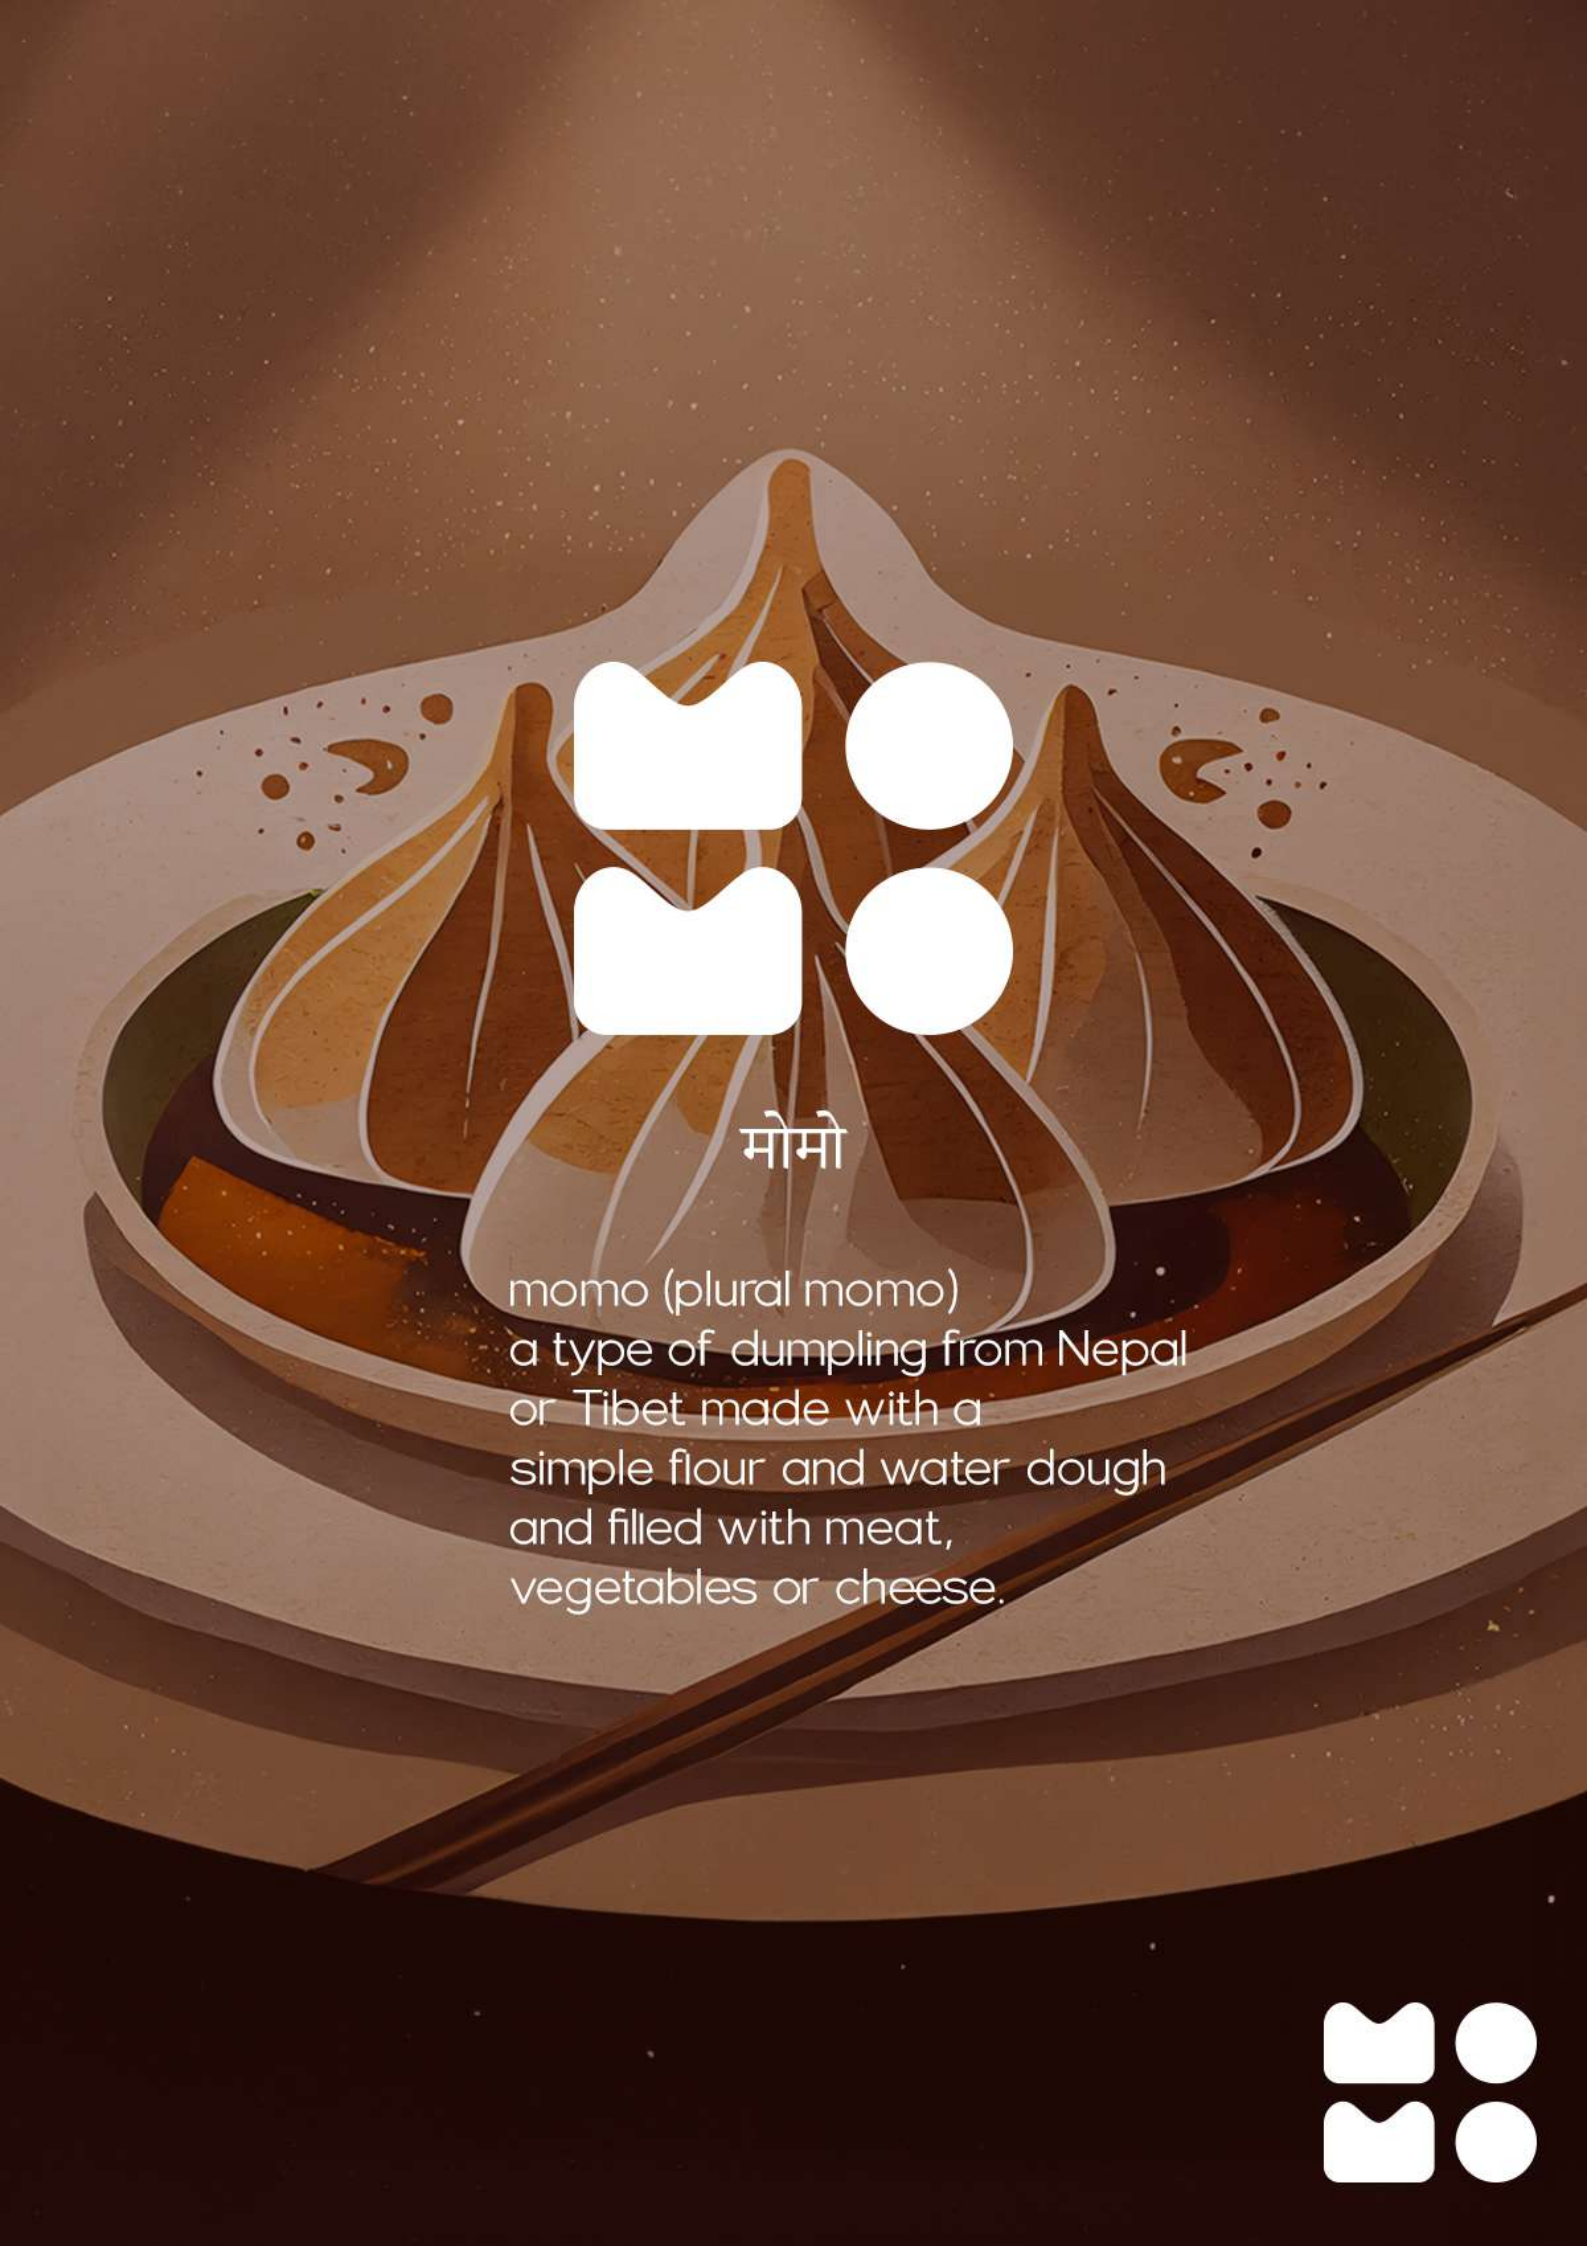 MO
MO
मोमो
momo (plural momo)
a type of dumpling from Nepal
or Tibet made with a
simple flour and water dough
and filled with meat,
vegetables or cheese.
MO
MO